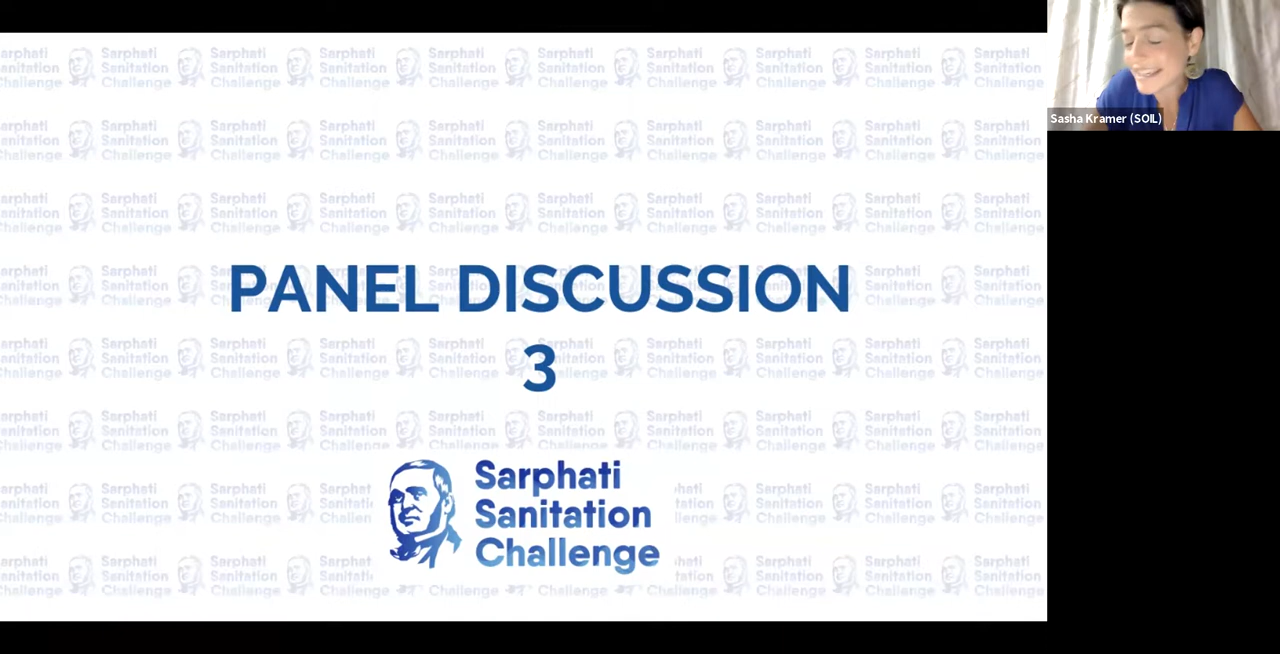 Sasha Kramer (SOIL)
PANEL DISCUSSION
3
Sarphati
Sanitation
Challenge